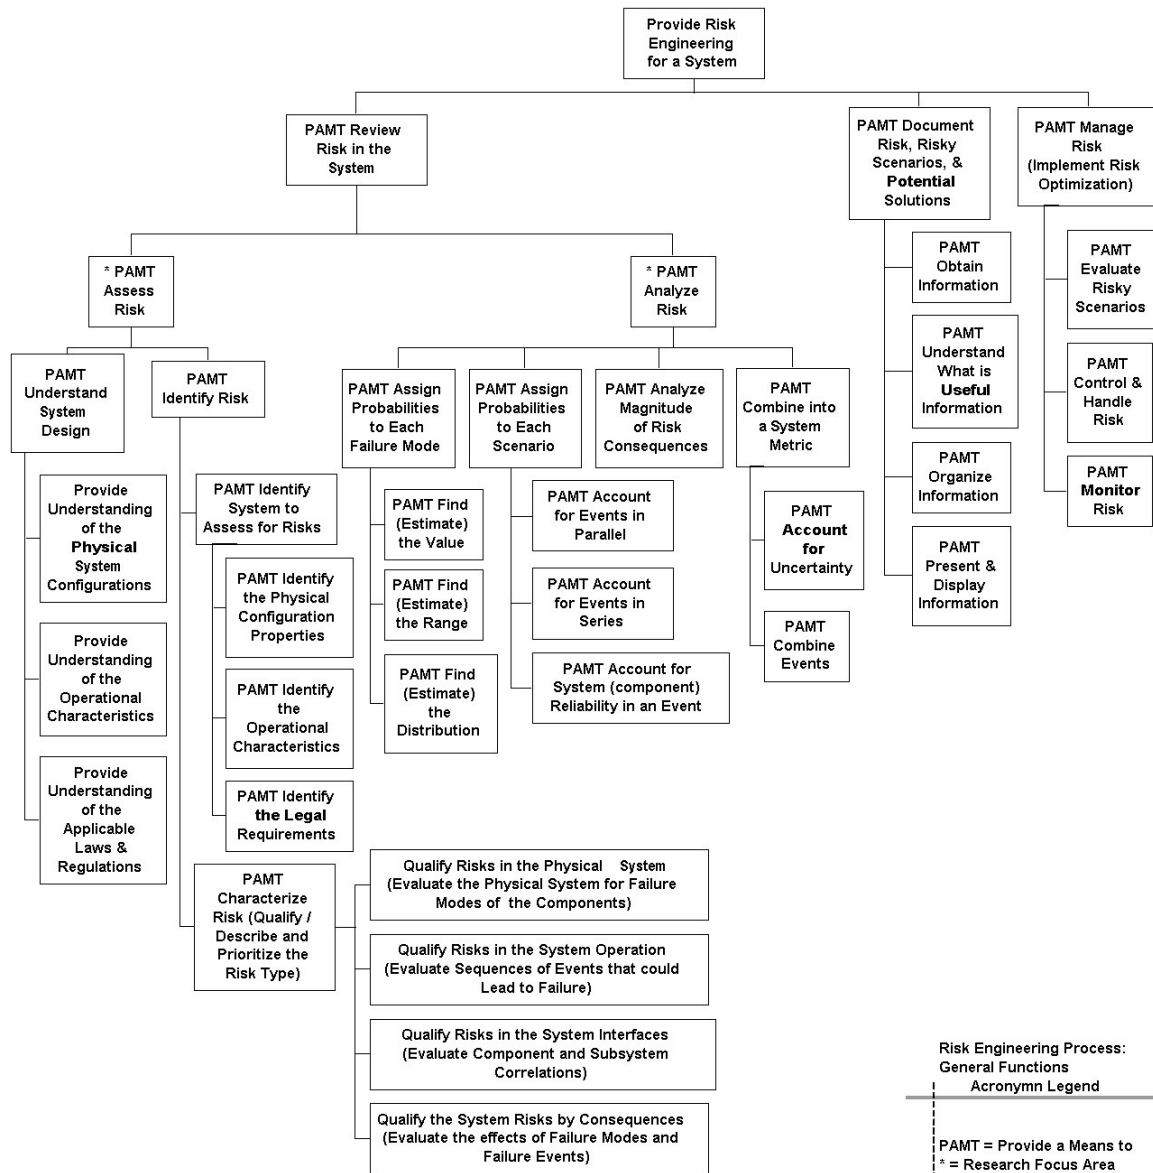 Provide Risk
Engineering
for a System
PAMT Review
Risk in the
System
PAMT Document
Risk, Risky
Scenarios, &
Potential
Solutions
PAMT Manage
Risk
(Implement Risk
Optimization)
* PAMT
Assess
Risk
* PAMT
Analyze
Risk
PAMT
Obtain
Information
PAMT
Understand
What is
Useful
Information
PAMT
Organize
Information
PAMT
Present &
Display
Information
PAMT
Evaluate
Risky
Scenarios
PAMT
Control &
Handle
Risk
PAMT
Monitor
Risk
PAMT
Understand
System
Design
PAMT
Identify Risk
PAMT Assign
Probabilities
to Each
Failure Mode
PAMT Assign
Probabilities
to Each
Scenario
PAMT Analyze
Magnitude
of Risk
Consequences
PAMT
Combine into
a System
Metric
Provide
Understanding
of the
Physical
System
Configurations
Provide
Understanding
of the
Operational
Characteristics
Provide
Understanding
of the
Applicable
Laws &
Regulations
PAMT Identify
System to
Assess for Risks
PAMT Identify
the Physical
Configuration
Properties
PAMT Identify
the
Operational
Characteristics
PAMT Identify
the Legal
Requirements
PAMT
Characterize
Risk (Qualify /
Describe and
Prioritize the
Risk Type)
PAMT Find
(Estimate)
the Value
PAMT Find
(Estimate)
the Range
PAMT Find
(Estimate)
the
Distribution
PAMT Account
for Events in
Parallel
PAMT Account
for Events in
Series
PAMT Account for
System (component)
Reliability in an Event
PAMT
Account
for
Uncertainty
PAMT
Combine
Events
Qualify Risks in the Physical System
(Evaluate the Physical System for Failure
Modes of the Components)
Qualify Risks in the System Operation
(Evaluate Sequences of Events that could
Lead to Failure)
Qualify Risks in the System Interfaces
(Evaluate Component and Subsystem
Correlations)
Qualify the System Risks by Consequences
(Evaluate the effects of Failure Modes and
Failure Events)
Risk Engineering Process:
General Functions
Acronymn Legend
PAMT = Provide a Means to
* = Research Focus Area